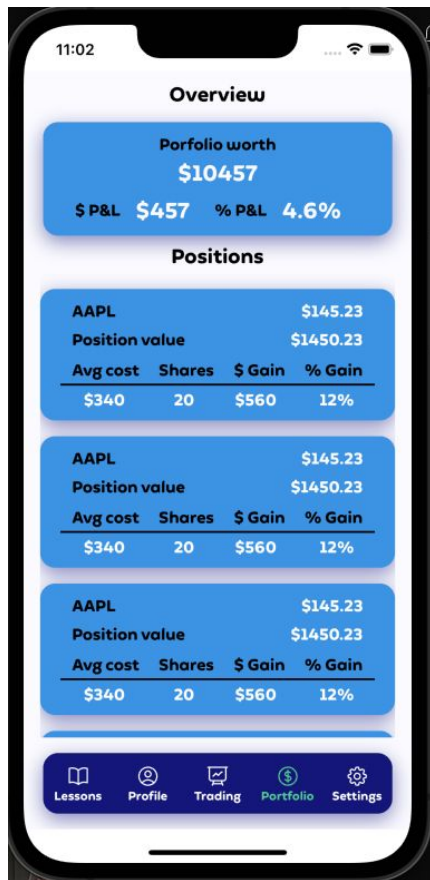 11:02
Overview
Porfolio worth
$10457
$ P&L $457 % P&L 4.6%
Positions
AAPL $145.23
Position value $1450.23
Avg cost Shares $ Gain % Gain
$340 20 $560 12%
AAPL $145.23
Position value $1450.23
Avg cost Shares $ Gain % Gain
$340 20 $560 12%
AAPL $145.23
Position value $1450.23
Avg cost Shares $ Gain % Gain
$340 20 $560 12%
Lessons Profile Trading Portfolio Settings